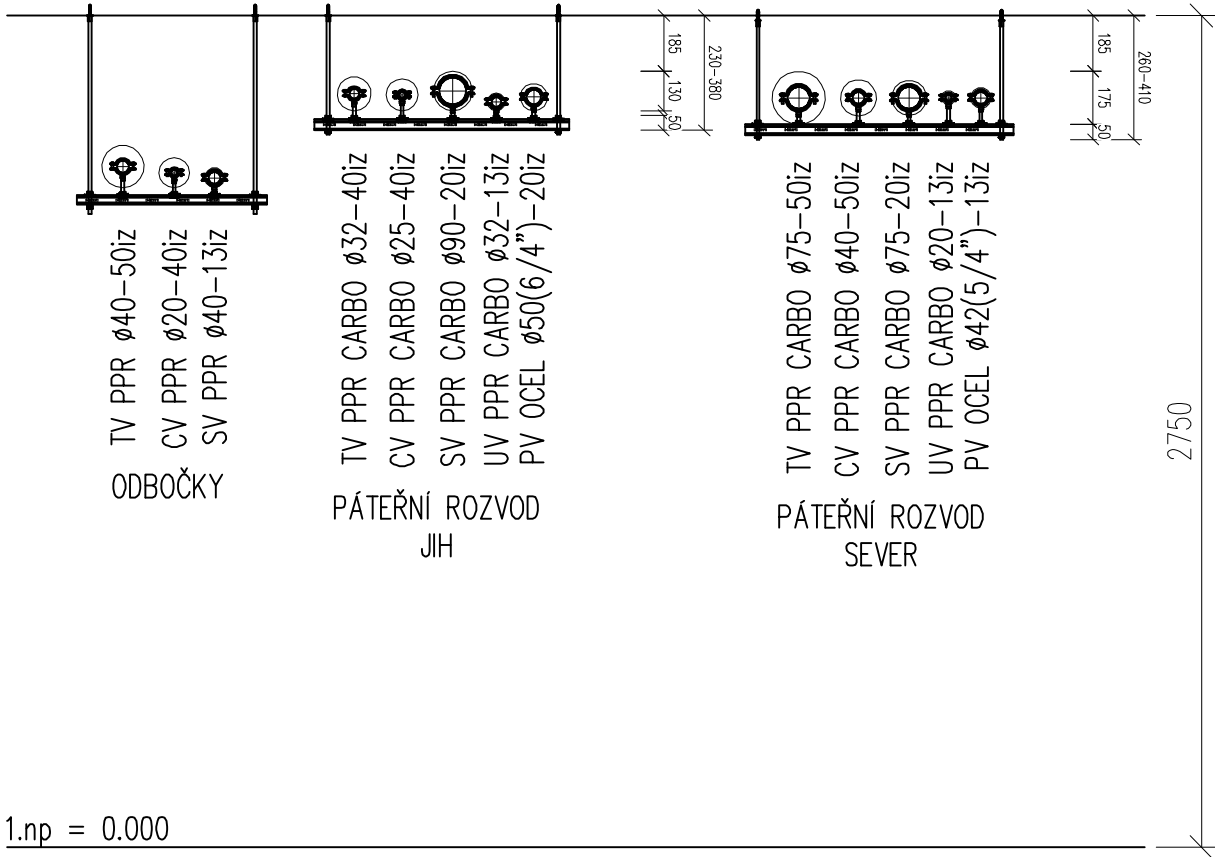 185
130
50
230-380
185
175
50
260-410
TV PPR ø40-50iz
CV PPR ø20-40iz
SV PPR ø40-13iz
ODBOČKY
TV PPR CARBO ø32-40iz
CV PPR CARBO ø25-40iz
SV PPR CARBO ø90-20iz
UV PPR CARBO ø32-13iz
PV OCEL ø50(6/4")-20iz
PÁTEŘNÍ ROZVOD
JIH
TV PPR CARBO ø75-50iz
CV PPR CARBO ø40-50iz
SV PPR CARBO ø75-20iz
UV PPR CARBO ø20-13iz
PV OCEL ø42(5/4")-13iz
PÁTEŘNÍ ROZVOD
SEVER
2750
1.np = 0.000